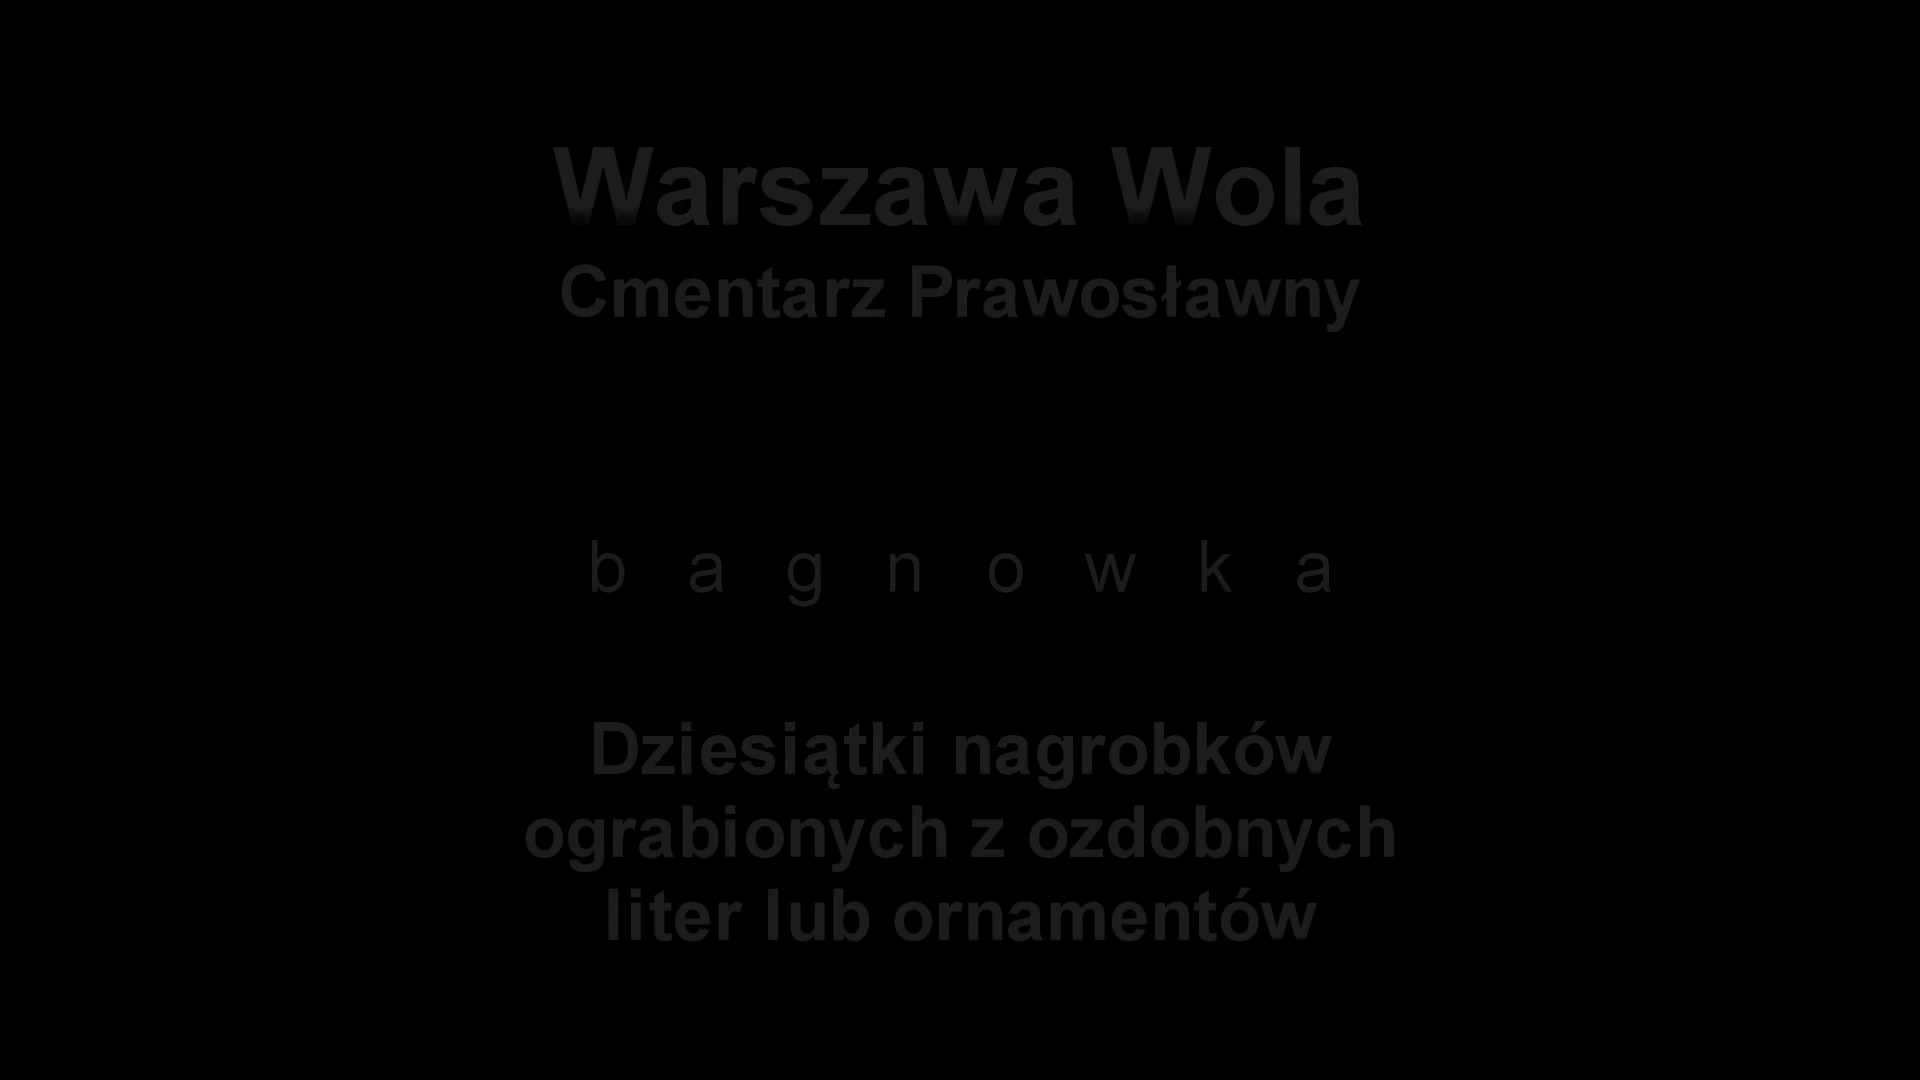 Warszawa Wola
Cmentarz Prawosławny
b a g n o w k a
Dziesiątki nagrobków
ograbionych z ozdobnych
liter lub ornamentów